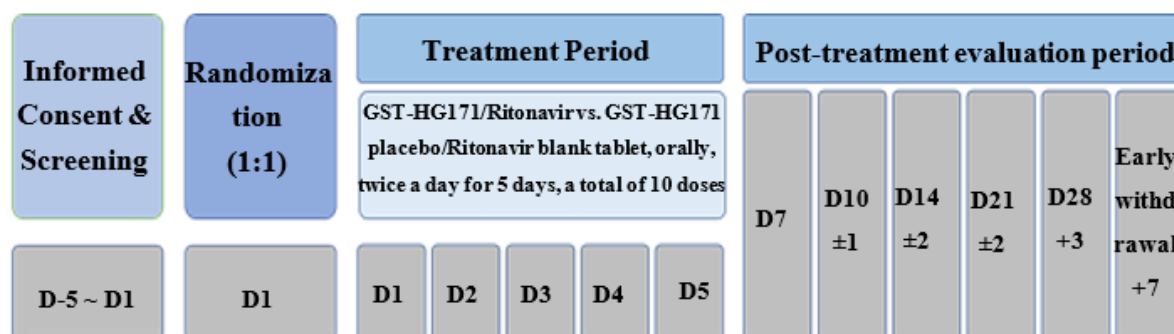 Informed
Consent &
Screening
Randomiza
tion
(1:1)
Treatment Period
GST-HG171/Ritonavir vs. GST-HG171
placebo/Ritonavir blank tablet, orally,
twice a day for 5 days, a total of 10 doses
Post-treatment evaluation period
D-5 ~ D1
D1
D1
D2
D3
D4
D5
D7
D10
±1
D14
±2
D21
±2
D28
+3
Early
withd
rawal
+7